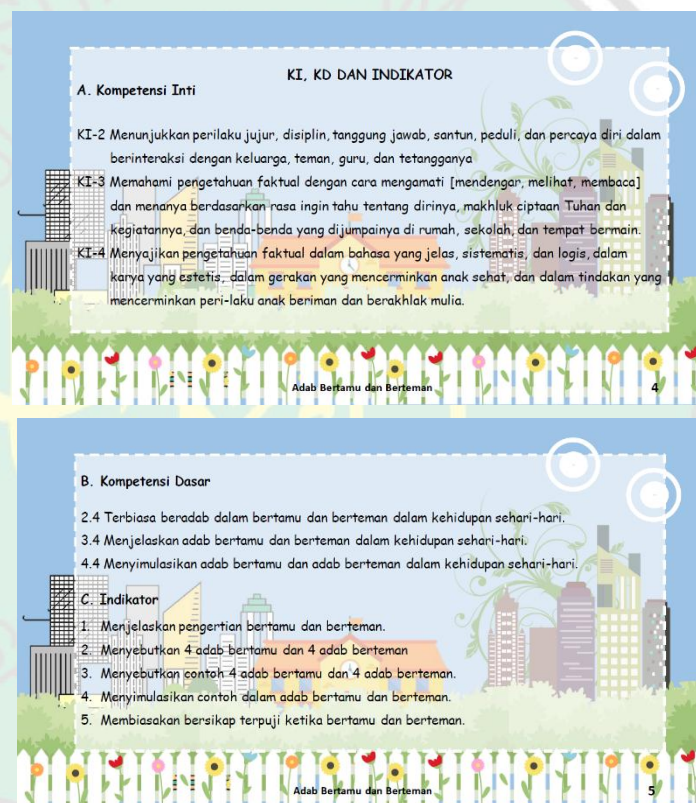 KI, KD DAN INDIKATOR
A. Kompetensi Inti
KI-2 Menunjukkan perilaku jujur, disiplin, tanggung jawab, santun, peduli, dan percaya diri dalam
berinteraksi dengan keluarga, teman, guru, dan tetangganya
KI-3 Memahami pengetahuan faktual dengan cara mengamati [mendengar, melihat, membaca]
dan menanya berdasarkan rasa ingin tahu tentang dirinya, makhluk ciptaan Tuhan dan
kegiatannya, dan benda-benda yang dijumpainya di rumah, sekolah, dan tempat bermain.
KI-4 Menyajikan pengetahuan faktual dalam bahasa yang jelas, sistematis, dan logis, dalam
karya yang estetis, dalam gerakan yang mencerminkan anak sehat, dan dalam tindakan yang
mencerminkan peri-laku anak beriman dan berakhlak mulia.
Adab Bertamu dan Berteman
4
B. Kompetensi Dasar
2.4 Terbiasa beradab dalam bertamu dan berteman dalam kehidupan sehari-hari.
3.4 Menjelaskan adab bertamu dan berteman dalam kehidupan sehari-hari.
4.4 Menyimulasikan adab bertamu dan adab berteman dalam kehidupan sehari-hari.
C. Indikator
1. Menjelaskan pengertian bertamu dan berteman.
2. Menyebutkan 4 adab bertamu dan 4 adab berteman
3. Menyebutkan contoh 4 adab bertamu dan 4 adab berteman.
4. Menyimulasikan contoh dalam adab bertamu dan berteman.
5. Membiasakan bersikap terpuji ketika bertamu dan berteman.
Adab Bertamu dan Berteman
5